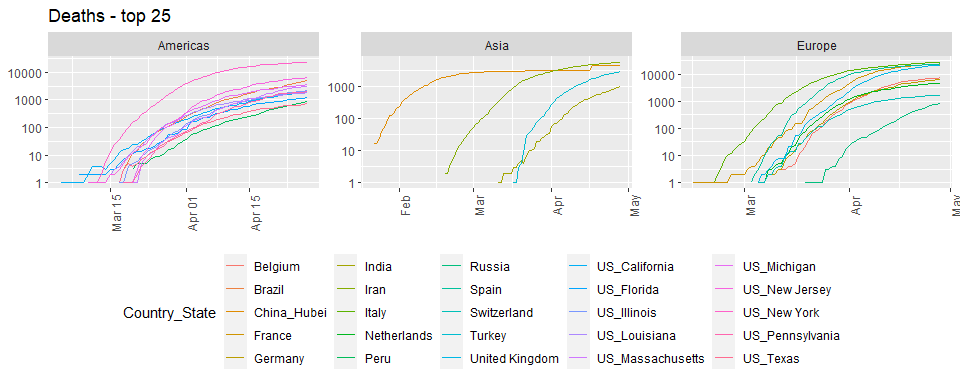 Deaths - top 25
Americas Asia Europe
10000 1000 10000
1000 100 1000
100 10 100
10 1 10
1 1
Mar 15 Apr 01 Apr 15 Feb Mar Apr May Mar Apr May
Country_State
Belgium India Russia US_California US_Michigan
Brazil Iran Spain US_Florida US_New Jersey
China_Hubei Italy Switzerland US_Illinois US_New York
France Netherlands Turkey US_Louisiana US_Pennsylvania
Germany Peru United Kingdom US_Massachusetts US_Texas